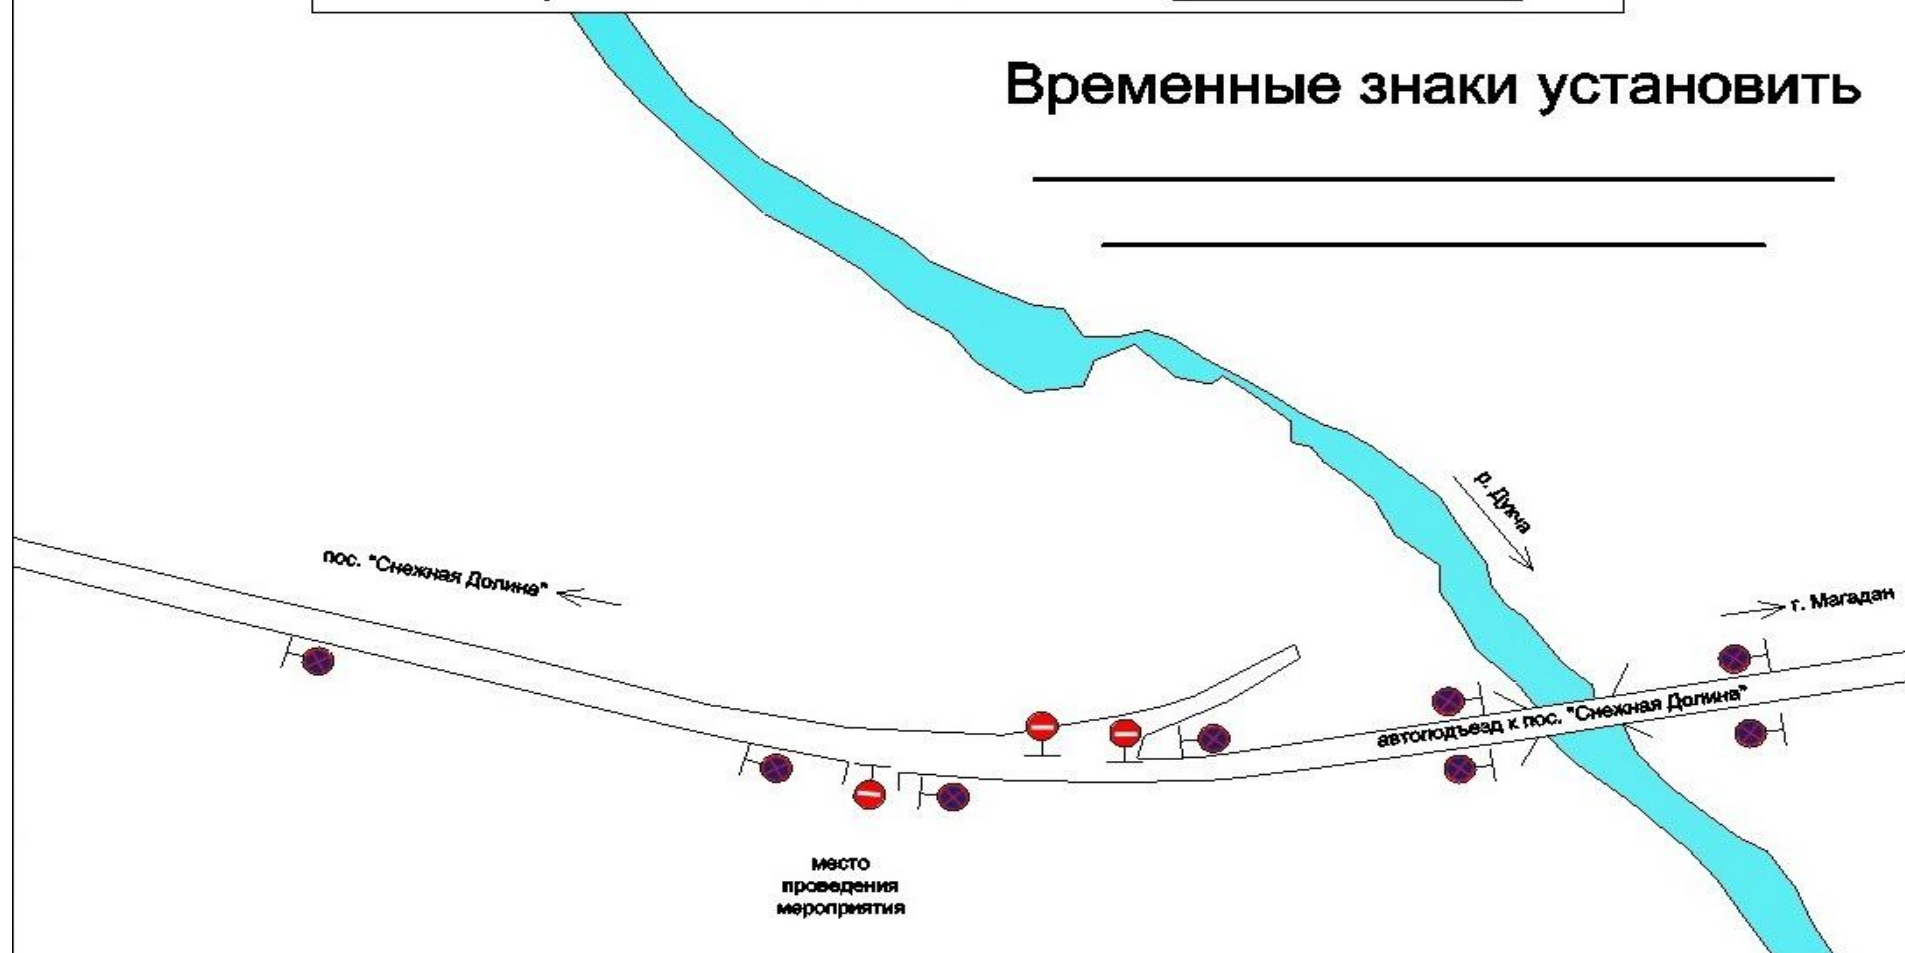 Временные знаки установить
р. Дукча
пос. "Снежная Долина"
г. Магадан
автоподъезд к пос. "Снежная Долина"
место
проведения
мероприятия